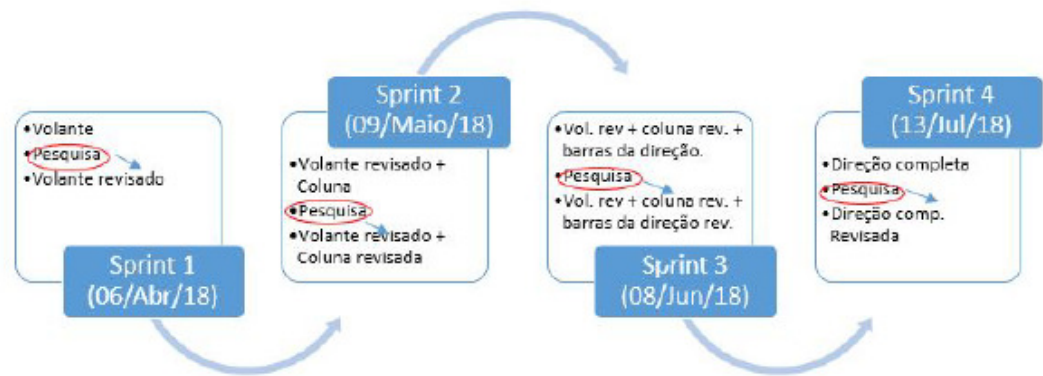 •Volante
•Pesquisa
•Volante revisado
Sprint 1
(06/Abr/18)
Sprint 2
(09/Maio/18)
•Volante revisado +
Coluna
•Pesquisa
•Volante revisado +
Coluna revisada
•Vol. rev + coluna rev. +
barras da direção.
•Pesquisa
•Vol. rev + coluna rev. +
barras da direção rev.
Sprint 3
(08/Jun/18)
Sprint 4
(13/Jul/18)
•Direção completa
•Pesquisa
•Direção comp.
Revisada